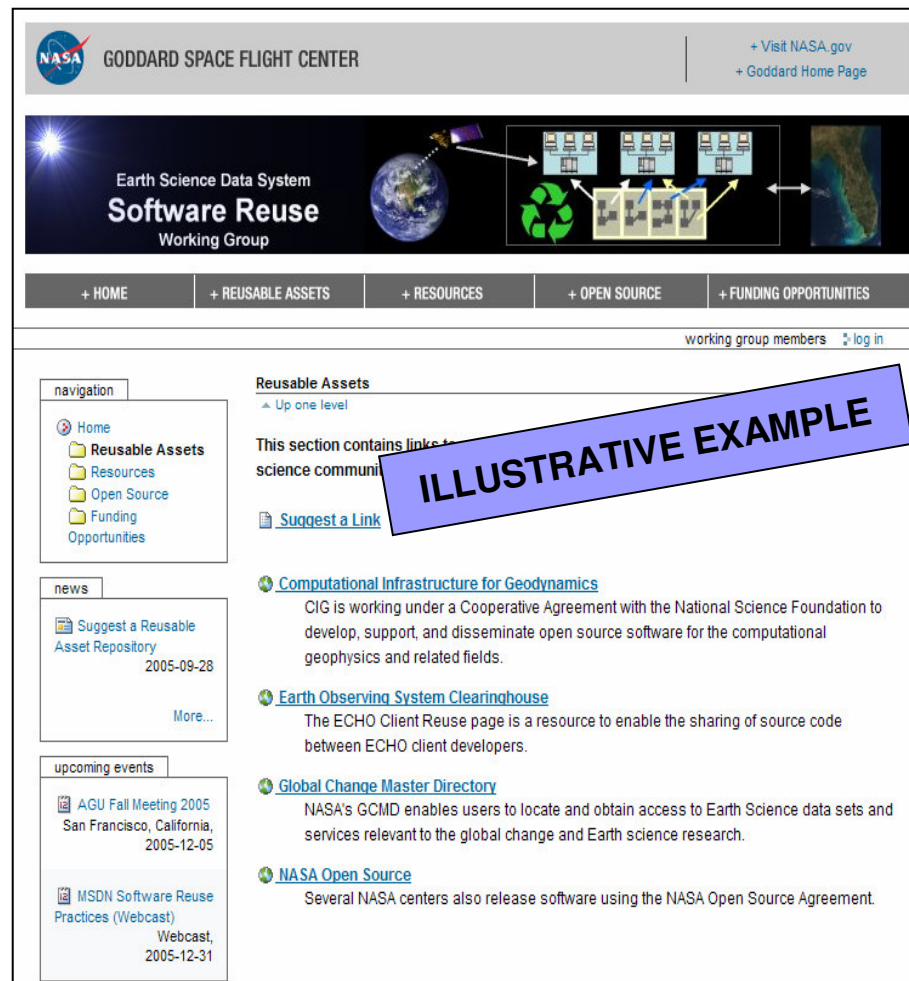 NASA
GODDARD SPACE FLIGHT CENTER
+ Visit NASA.gov
+ Goddard Home Page
Earth Science Data System
Software Reuse
Working Group
+ HOME
+ REUSABLE ASSETS
+ RESOURCES
+ OPEN SOURCE
+ FUNDING OPPORTUNITIES
working group members
log in
navigation
Home
Reusable Assets
Resources
Open Source
Funding
Opportunities
news
Suggest a Reusable
Asset Repository
2005-09-28
More...
upcoming events
AGU Fall Meeting 2005
San Francisco, California,
2005-12-05
MSDN Software Reuse
Practices (Webcast)
Webcast,
2005-12-31
Reusable Assets
Up one level
This section contains links
science
ILLUSTRATIVE EXAMPLE
Suggest a Link
Computational Infrastructure for Geodynamics
CIG is working under a Cooperative Agreement with the National Science Foundation to
develop, support, and disseminate open source software for the computational
geophysics and related fields.
Earth Observing System Clearinghouse
The ECHO Client Reuse page is a resource to enable the sharing of source code
between ECHO client developers.
Global Change Master Directory
NASA's GCMD enables users to locate and obtain access to Earth Science data sets and
services relevant to the global change and Earth science research.
NASA Open Source
Several NASA centers also release software using the NASA Open Source Agreement.